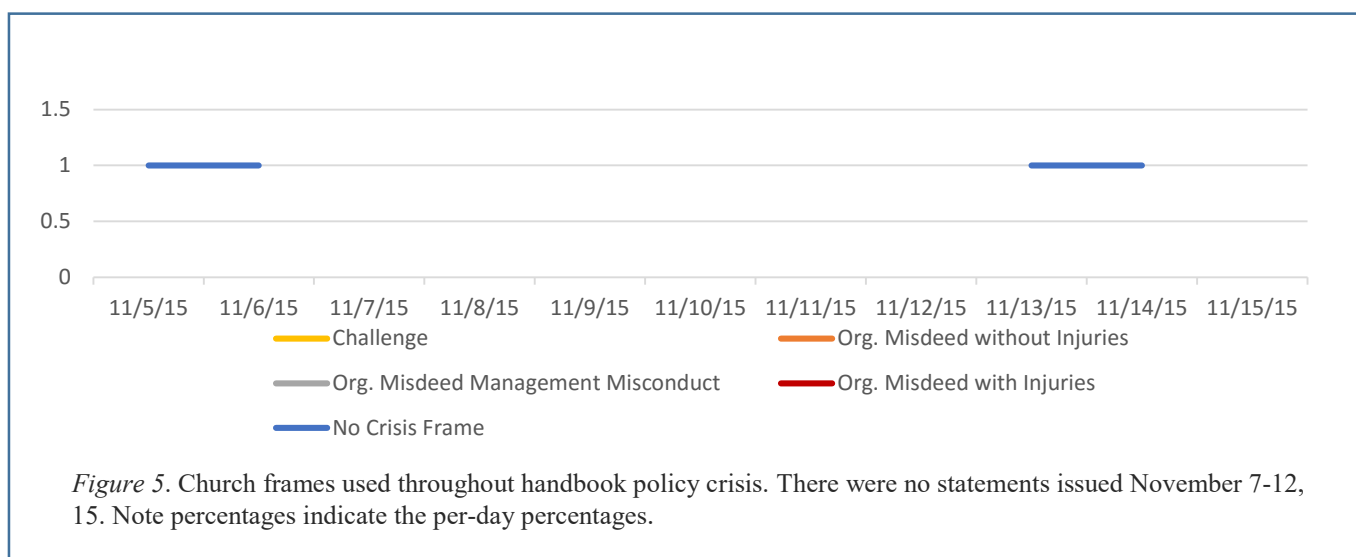 1.5
1
0.5
0
11/5/15 11/6/15 11/7/15 11/8/15 11/9/15 11/10/15 11/11/15 11/12/15 11/13/15 11/14/15 11/15/15
Challenge Org. Misdeed without Injuries
Org. Misdeed Management Misconduct Org. Misdeed with Injuries
No Crisis Frame
Figure 5. Church frames used throughout handbook policy crisis. There were no statements issued November 7-12,
15. Note percentages indicate the per-day percentages.